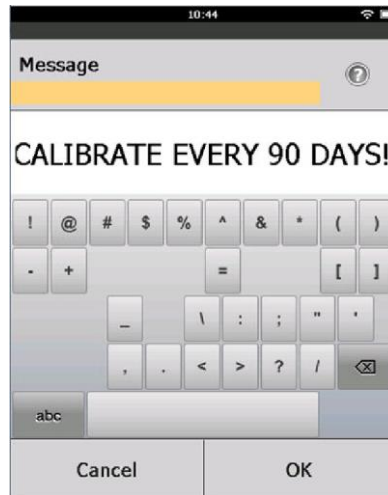 10:44
Message
?
CALIBRATE EVERY 90 DAYS!
! @ # $ % ^ & * ( )
- + = [ ]
_ \ : ; " '
, . < > ? /
abc
Cancel OK